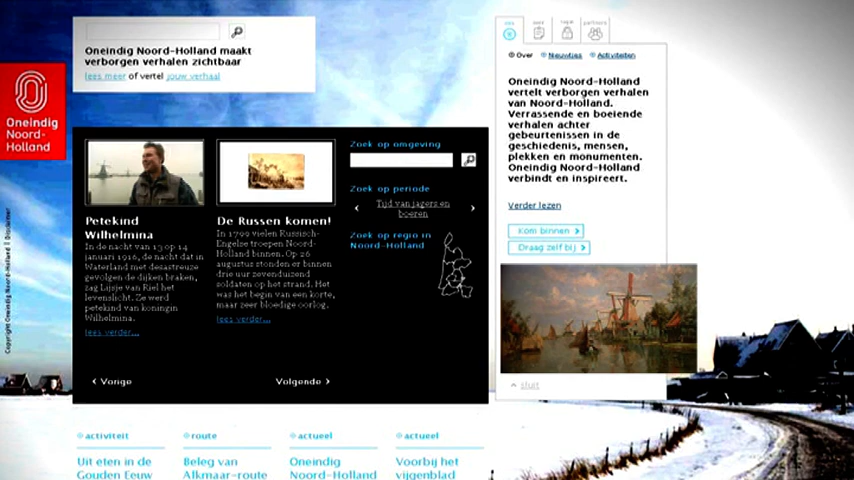 Oneindig Noord-Holland maakt
verborgen verhalen zichtbaar
lees meer of vertel jouw verhaal
Oneindig
Noord-
Holland
Copyright Oneindig Noord-Holland | Disclaimer
Petekind
Wilhelmina
In de nacht van 13 op 14
januari 1916, de nacht dat in
Waterland met desastreuze
gevolgen de dijken braken,
zag Lijsje van Riel het
levenslicht. Ze werd
petekind van koningin
Wilhelmina.
lees verder...
De Russen komen!
In 1799 vielen Russisch-
Engelse troepen Noord-
Holland binnen. Op 26
augustus stonden er binnen
drie uur zevenduizend
soldaten op het strand. Het
was het begin van een korte,
maar zeer bloedige oorlog.
lees verder...
Zoek op omgeving
Zoek op periode
Tijd van jagers en
boeren
Zoek op regio in
Noord-Holland
Vorige
Volgende
partners
Over Nieuwtjes Activiteiten
Oneindig Noord-Holland
vertelt verborgen verhalen
van Noord-Holland.
Verrassende en boeiende
verhalen achter
gebeurtenissen in de
geschiedenis, mensen,
plekken en monumenten.
Oneindig Noord-Holland
verbindt en inspireert.
Verder lezen
Kom binnen
Draag zelf bij
sluit
activiteit
Uit eten in de
Gouden Eeuw
route
Beleg van
Alkmaar-route
actueel
Oneindig
Noord-Holland
actueel
Voorbij het
vijgenblad